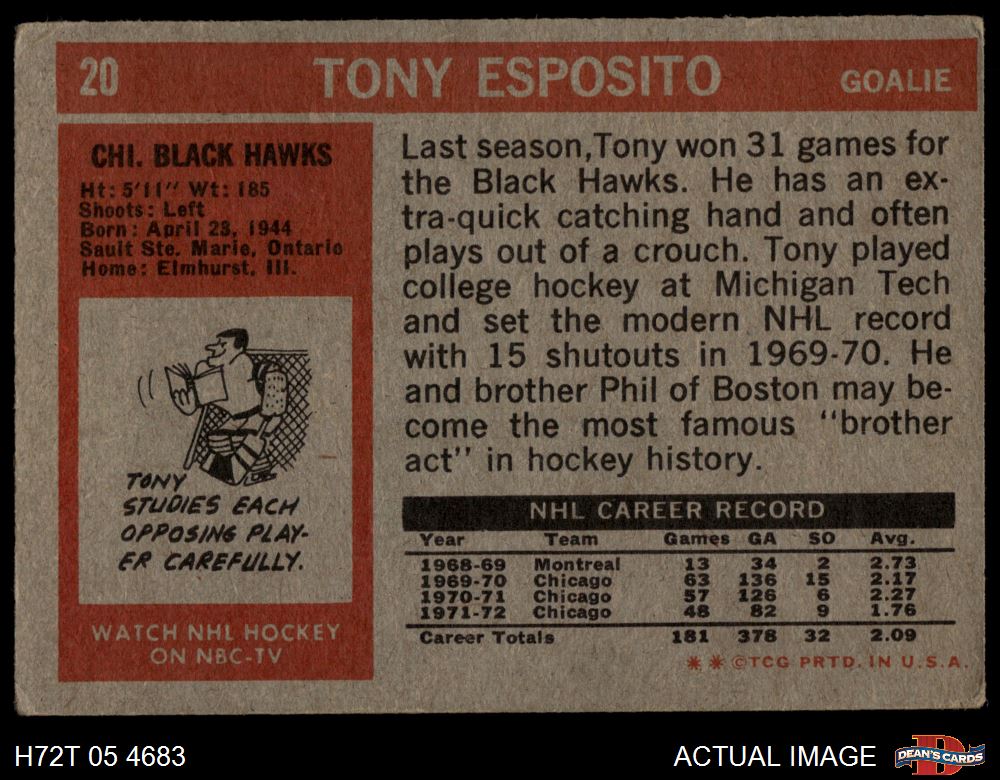 20 TONY ESPOSITO GOALIE
CHI. BLACK HAWKS
Ht: 5'11" Wt: 185
Shoots: Left
Born: April 23, 1944
Sault Ste. Marie, Ontario
Home: Elmhurst, Ill.
TONY
STUDIES EACH
OPPOSING PLAY-
ER CAREFULLY.
WATCH NHL HOCKEY
ON NBC-TV
Last season, Tony won 31 games for
the Black Hawks. He has an ex-
tra-quick catching hand and often
plays out of a crouch. Tony played
college hockey at Michigan Tech
and set the modern NHL record
with 15 shutouts in 1969-70. He
and brother Phil of Boston may be-
come the most famous "brother
act" in hockey history.
NHL CAREER RECORD
Year Team Games GA SO Avg.
1968-69 Montreal 13 34 2 2.73
1969-70 Chicago 63 136 15 2.17
1970-71 Chicago 57 126 6 2.27
1971-72 Chicago 48 82 9 1.76
Career Totals 181 378 32 2.09
* * ©TCG PRTD. IN U.S.A.
H72T 05 4683 ACTUAL IMAGE DEAN'S CARDS